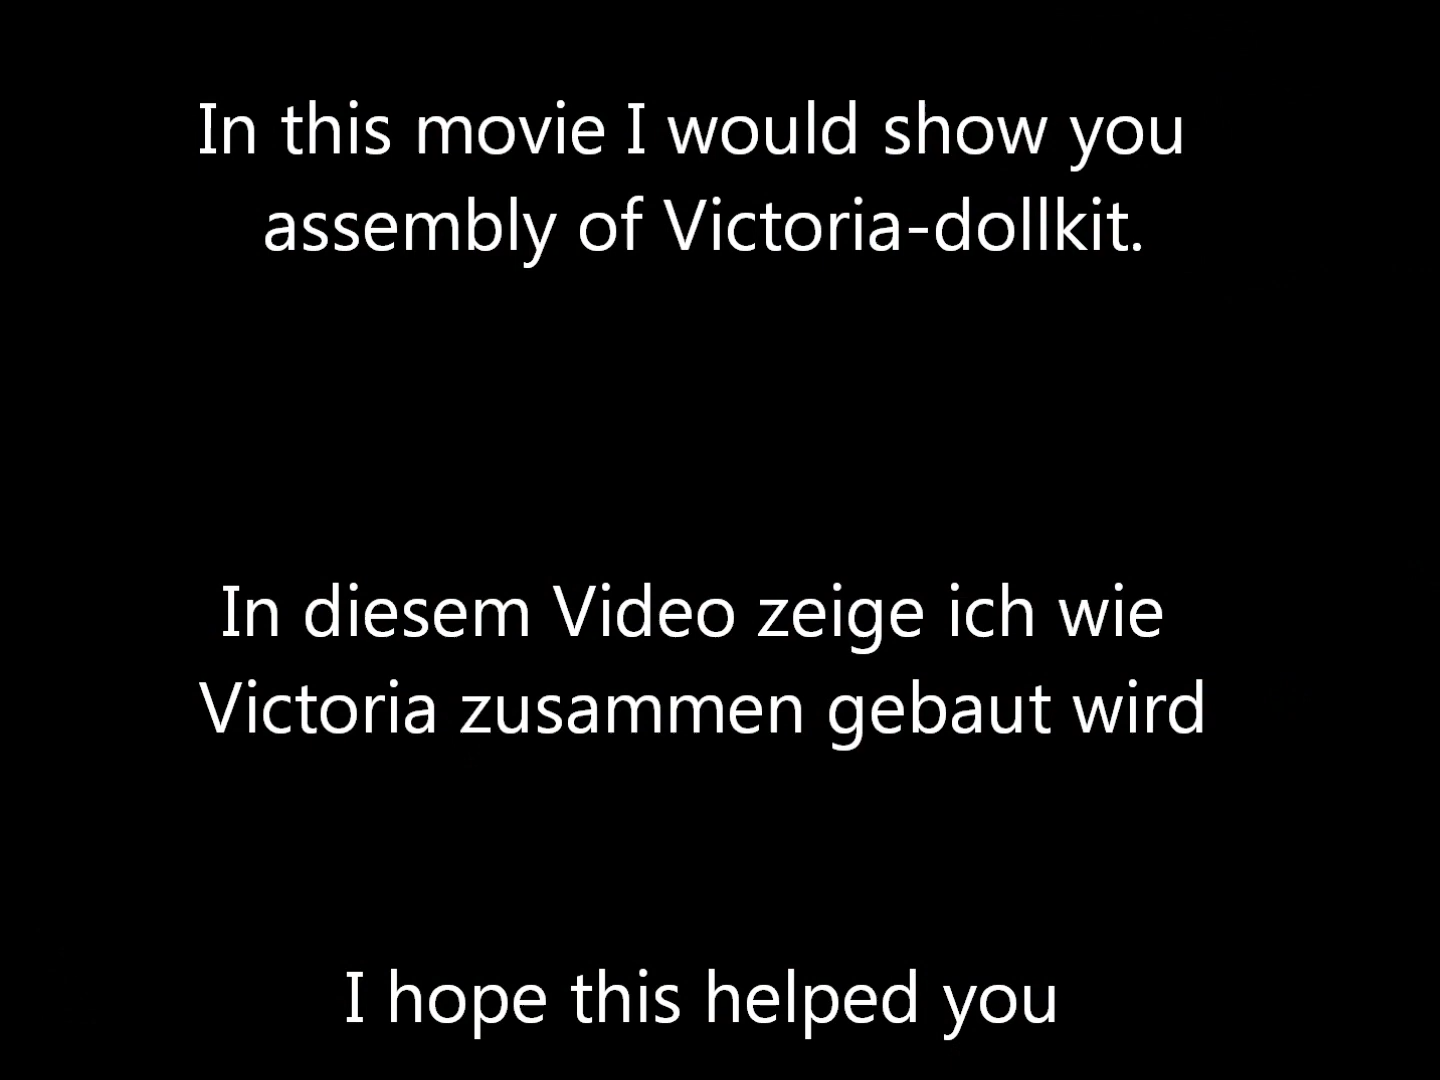 In this movie I would show you
assembly of Victoria-dollkit.
In diesem Video zeige ich wie
Victoria zusammen gebaut wird
I hope this helped you